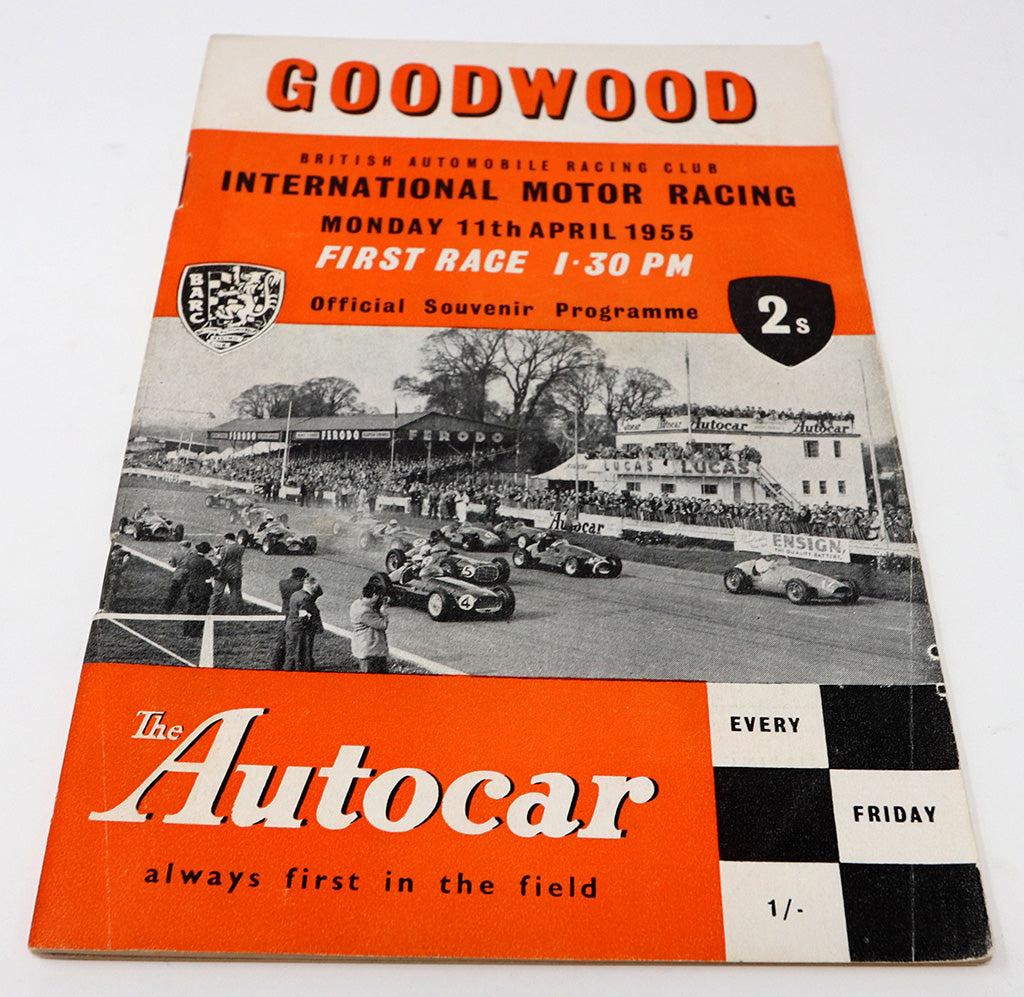 GOODWOOD
BRITISH AUTOMOBILE RACING CLUB
INTERNATIONAL MOTOR RACING
MONDAY 11th APRIL 1955
FIRST RACE 1·30 PM
BARC
Official Souvenir Programme
2s
Autocar Autocar
FERODO FERODO FERODO
LUCAS LUCAS
Autocar
ENSIGN
THE QUALITY BATTERY
5
4
The
Autocar
always first in the field
EVERY
FRIDAY
1/-